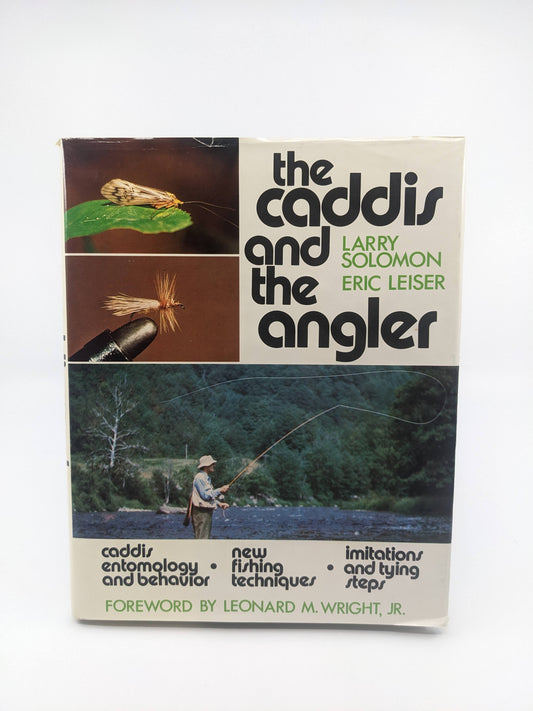 the
caddis
and
the
angler
LARRY
SOLOMON
ERIC LEISER
caddis
entomology
and behavior
•
new
fishing
techniques
•
imitations
and tying
steps
FOREWORD BY LEONARD M. WRIGHT, JR.